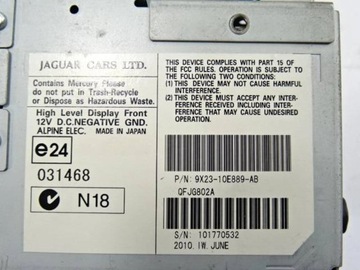 JAGUAR CARS LTD.
Contains Mercury Please
do not put in Trash-Recycle
or Dispose as Hazardous Waste.
High Level Display Front
12V D.C.NEGATIVE GND.
ALPINE ELEC. MADE IN JAPAN
e24
031468
N18
THIS DEVICE COMPLIES WITH PART 15 OF
THE FCC RULES. OPERATION IS SUBJECT TO
THE FOLLOWING TWO CONDITIONS:
(1) THIS DEVICE MAY NOT CAUSE HARMFUL
INTERFERENCE.
(2) THIS DEVICE MUST ACCEPT ANY INTER-
FERENCE RECEIVED INCLUDING INTER-
FERENCE THAT MAY CAUSE UNDESIRED
OPERATION.
P/N: 9X23-10E889-AB
QFJG802A
S/N: 101770532
2010. IW. JUNE